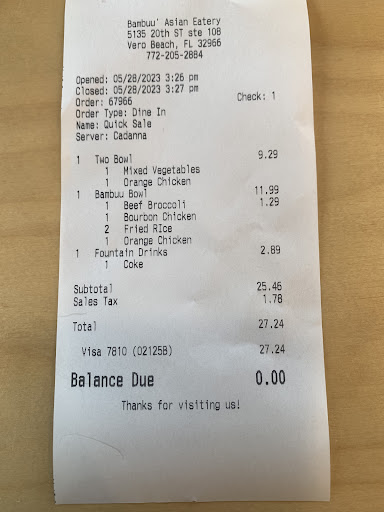 Bambuu' Asian Eatery
5135 20th ST ste 108
Vero Beach, FL 32966
772-205-2884
Opened: 05/28/2023 3:26 pm
Closed: 05/28/2023 3:27 pm
Order: 67966 Check: 1
Order Type: Dine In
Name: Quick Sale
Server: Cadanna
1 Two Bowl 9.29
1 Mixed Vegetables
1 Orange Chicken
1 Bambuu Bowl 11.99
1 Beef Broccoli 1.29
1 Bourbon Chicken
2 Fried RIce
1 Orange Chicken
1 Fountain Drinks 2.89
1 Coke
Subtotal 25.46
Sales Tax 1.78
Total 27.24
Visa 7810 (02125B) 27.24
Balance Due 0.00
Thanks for visiting us!